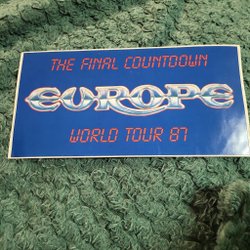 THE FINAL COUNTDOWN
EUROPE
WORLD TOUR 87